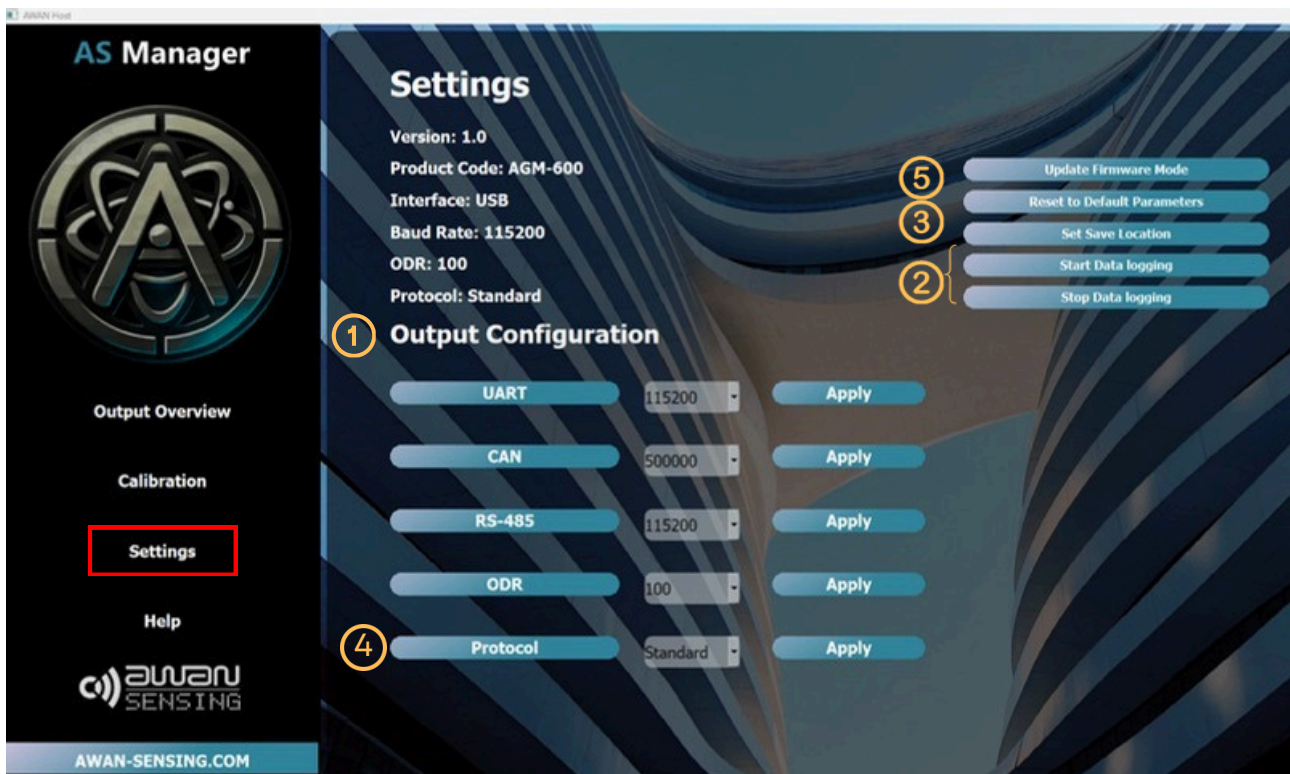 AWAN Host
AS Manager
Output Overview
Calibration
Settings
Help
awan
SENSING
AWAN-SENSING.COM
Settings
Version: 1.0
Product Code: AGM-600
Interface: USB
Baud Rate: 115200
ODR: 100
Protocol: Standard
5 Update Firmware Mode
Reset to Default Parameters
3 Set Save Location
2 Start Data logging
Stop Data logging
1 Output Configuration
UART 115200 Apply
CAN 500000 Apply
RS-485 115200 Apply
ODR 100 Apply
4 Protocol Standard Apply